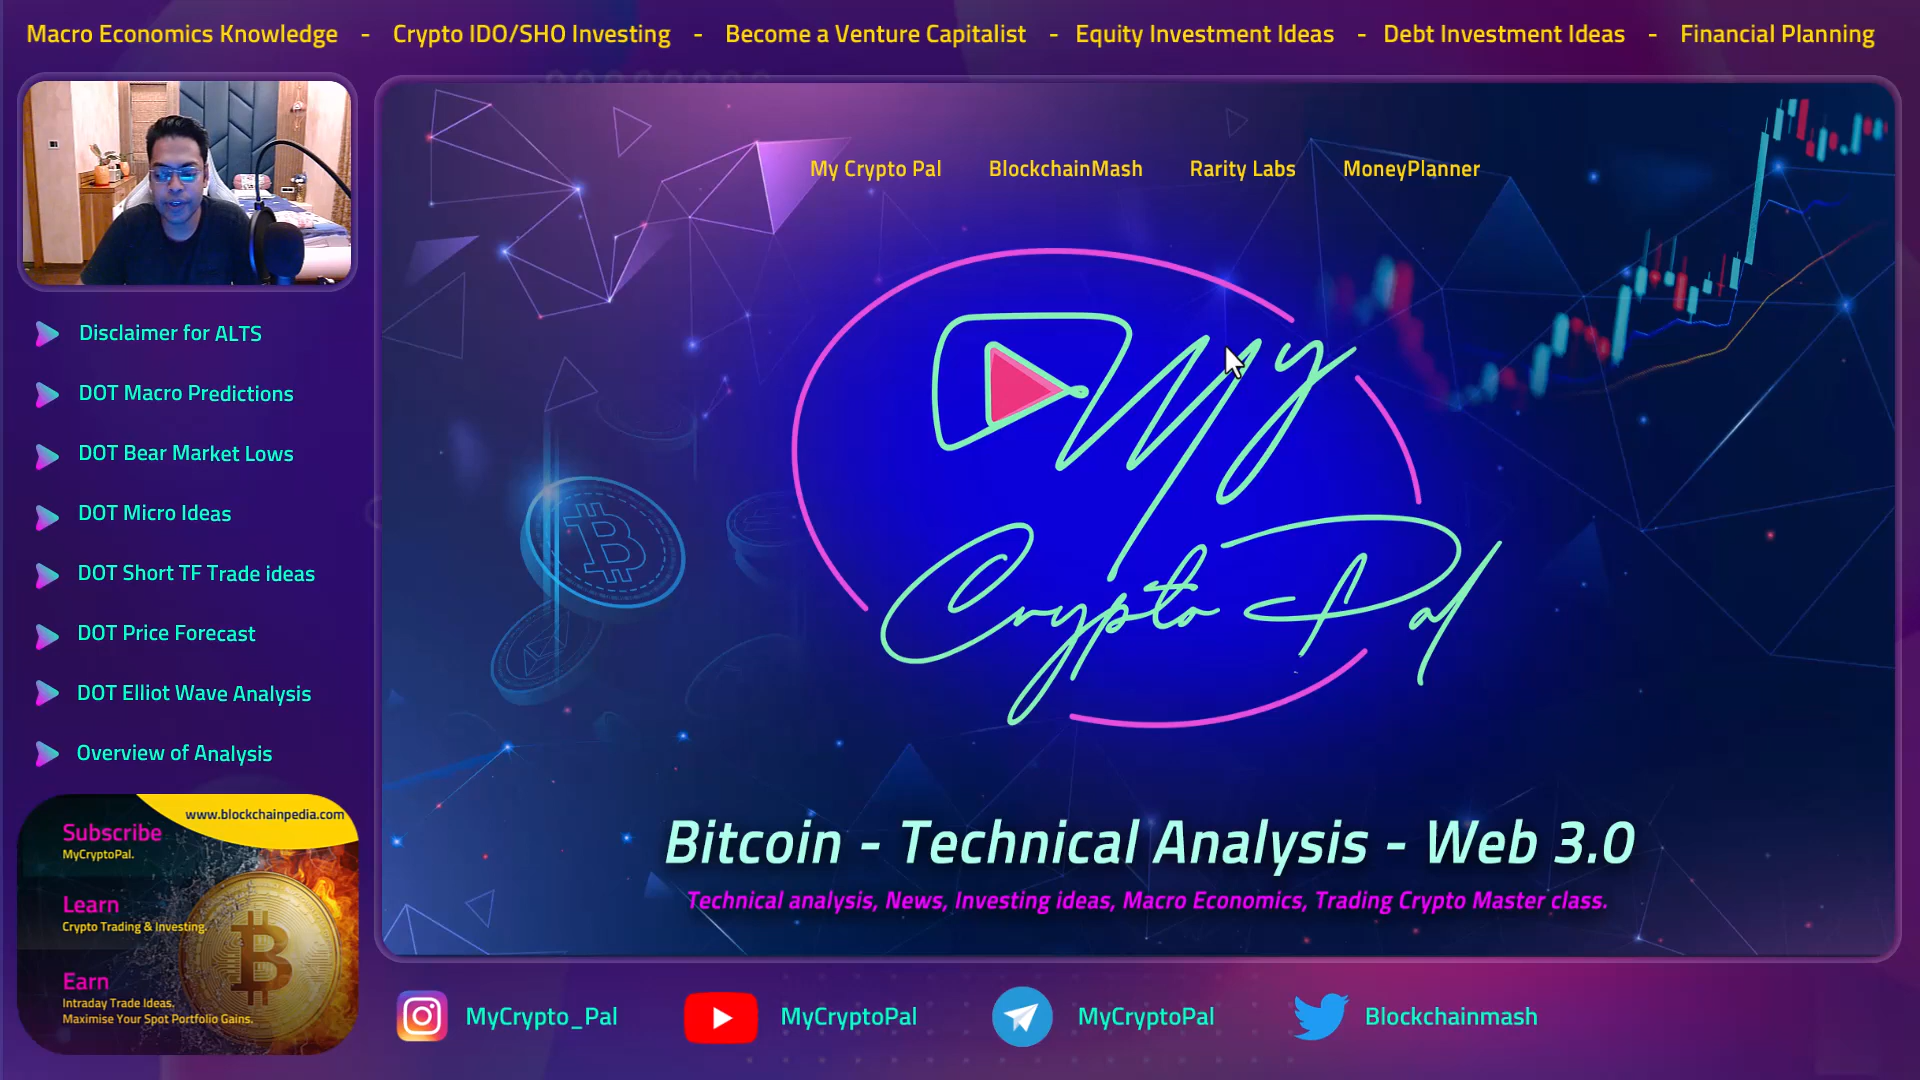 Macro Economics Knowledge - Crypto IDO/SHO Investing - Become a Venture Capitalist - Equity Investment Ideas - Debt Investment Ideas - Financial Planning
My Crypto Pal BlockchainMash Rarity Labs MoneyPlanner
My
Crypto Pal
Bitcoin - Technical Analysis - Web 3.0
Technical analysis, News, Investing ideas, Macro Economics, Trading Crypto Master class.
Disclaimer for ALTS
DOT Macro Predictions
DOT Bear Market Lows
DOT Micro Ideas
DOT Short TF Trade ideas
DOT Price Forecast
DOT Elliot Wave Analysis
Overview of Analysis
www.blockchainpedia.com
Subscribe
MyCryptoPal.
Learn
Crypto Trading & Investing.
Earn
Intraday Trade Ideas.
Maximise Your Spot Portfolio Gains.
MyCrypto_Pal MyCryptoPal MyCryptoPal Blockchainmash